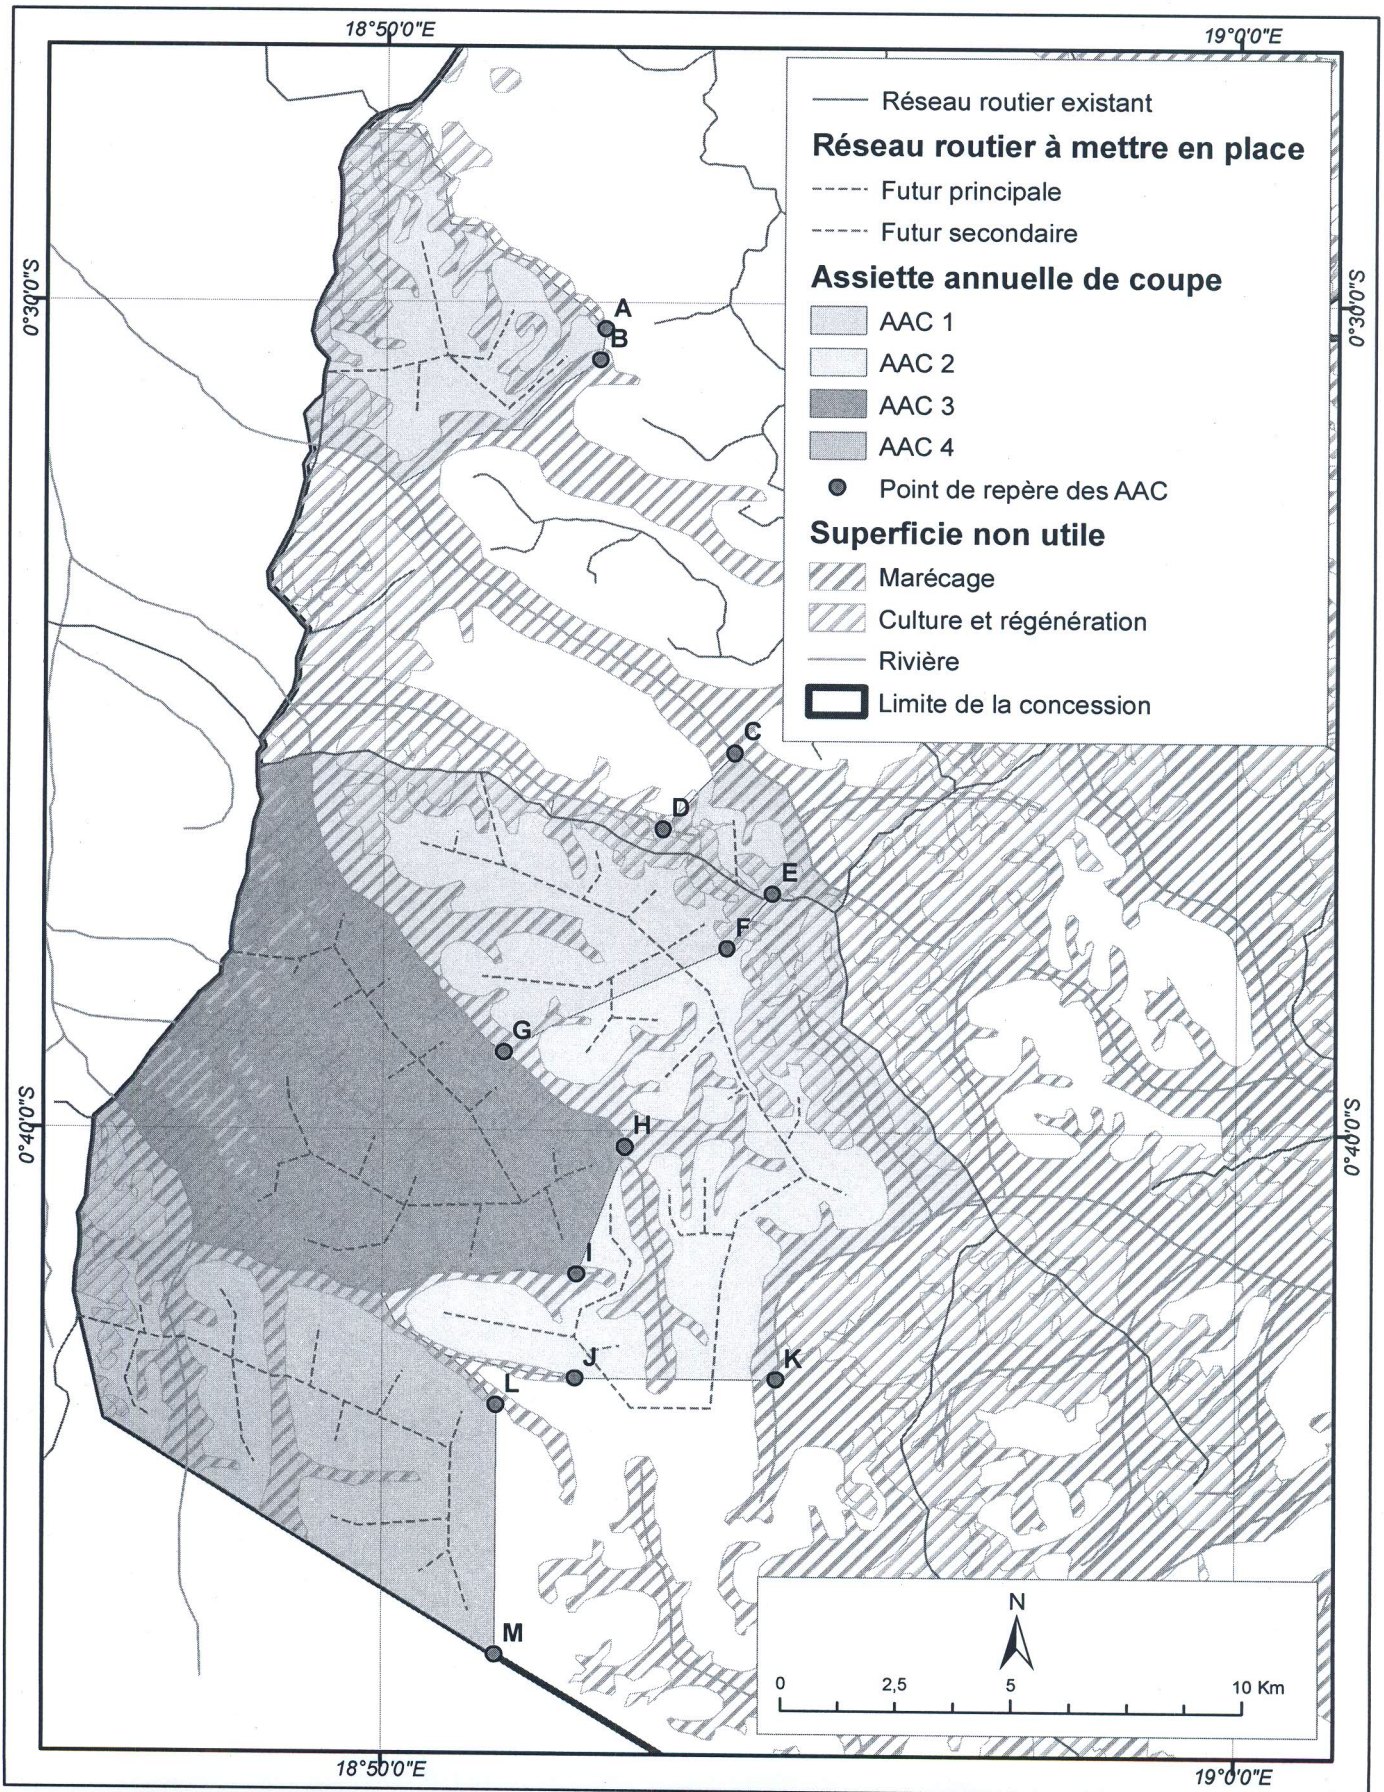 18°50'0"E
19°0'0"E
Réseau routier existant
Réseau routier à mettre en place
Futur principale
Futur secondaire
Assiette annuelle de coupe
AAC 1
AAC 2
AAC 3
AAC 4
Point de repère des AAC
Superficie non utile
Marécage
Culture et régénération
Rivière
Limite de la concession
0°30'0"S
0°30'0"S
A
B
C
D
E
F
G
0°40'0"S
0°40'0"S
H
I
J
K
L
M
N
0
2,5
5
10 Km
18°50'0"E
19°0'0"E